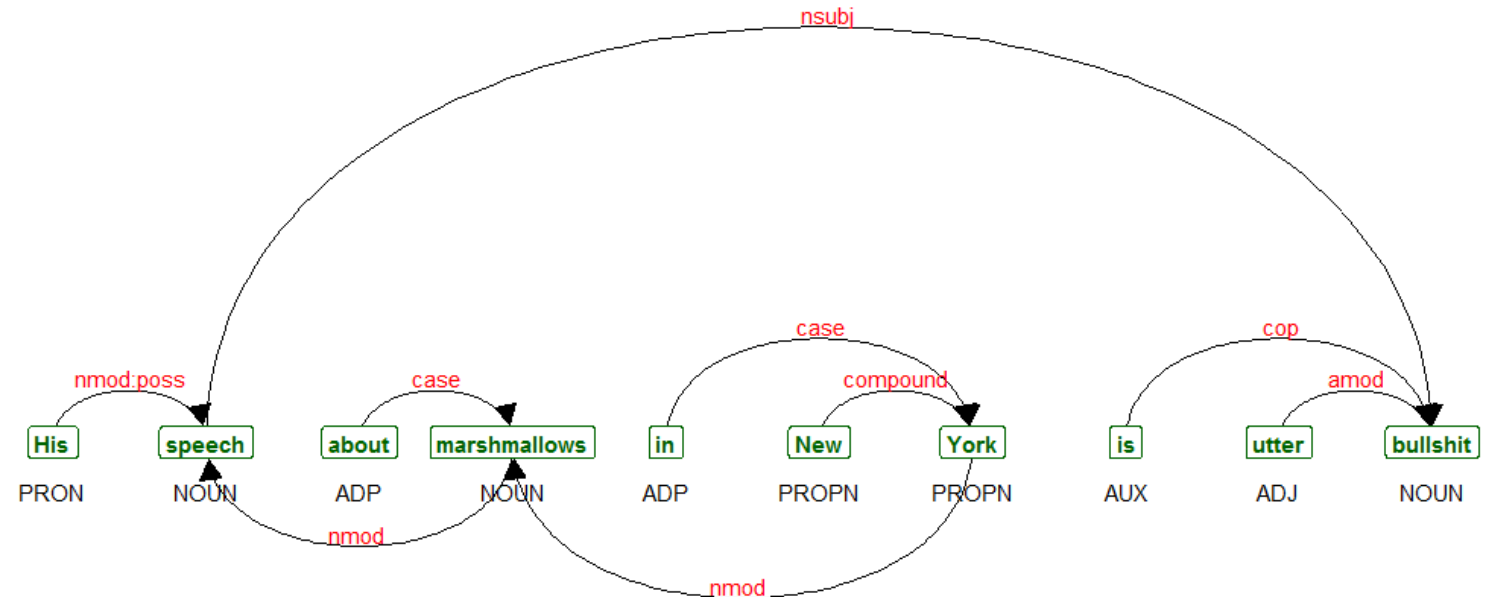 nsubj
case cop
nmod:poss case compound amod
His speech about marshmallows in New York is utter bullshit
PRON NOUN ADP NOUN ADP PROPN PROPN AUX ADJ NOUN
nmod
nmod